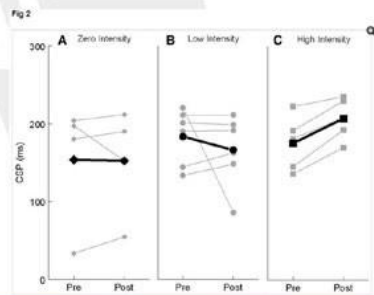 Fig 2
A Zero Intensity
B Low Intensity
C High Intensity
300
200
100
0
CSP (ms)
Pre Post
Pre Post
Pre Post